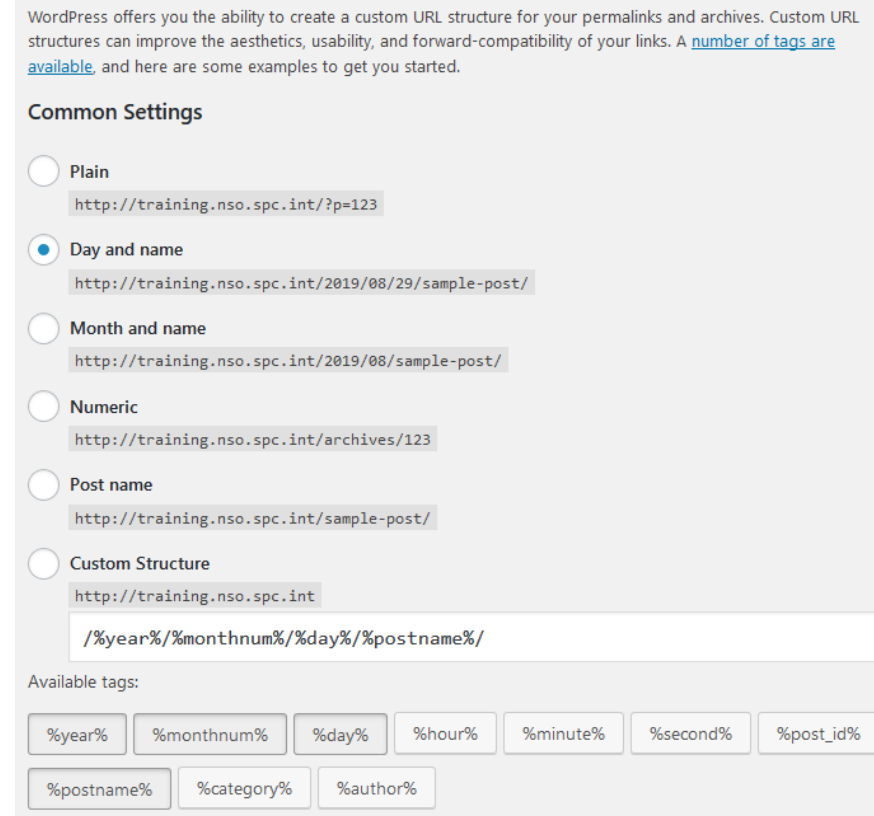 WordPress offers you the ability to create a custom URL structure for your permalinks and archives. Custom URL
structures can improve the aesthetics, usability, and forward-compatibility of your links. A number of tags are
available, and here are some examples to get you started.
Common Settings
Plain
http://training.nso.spc.int/?p=123
Day and name
http://training.nso.spc.int/2019/08/29/sample-post/
Month and name
http://training.nso.spc.int/2019/08/sample-post/
Numeric
http://training.nso.spc.int/archives/123
Post name
http://training.nso.spc.int/sample-post/
Custom Structure
http://training.nso.spc.int
/%year%/%monthnum%/%day%/%postname%/
Available tags:
%year% %monthnum% %day% %hour% %minute% %second% %post_id%
%postname% %category% %author%